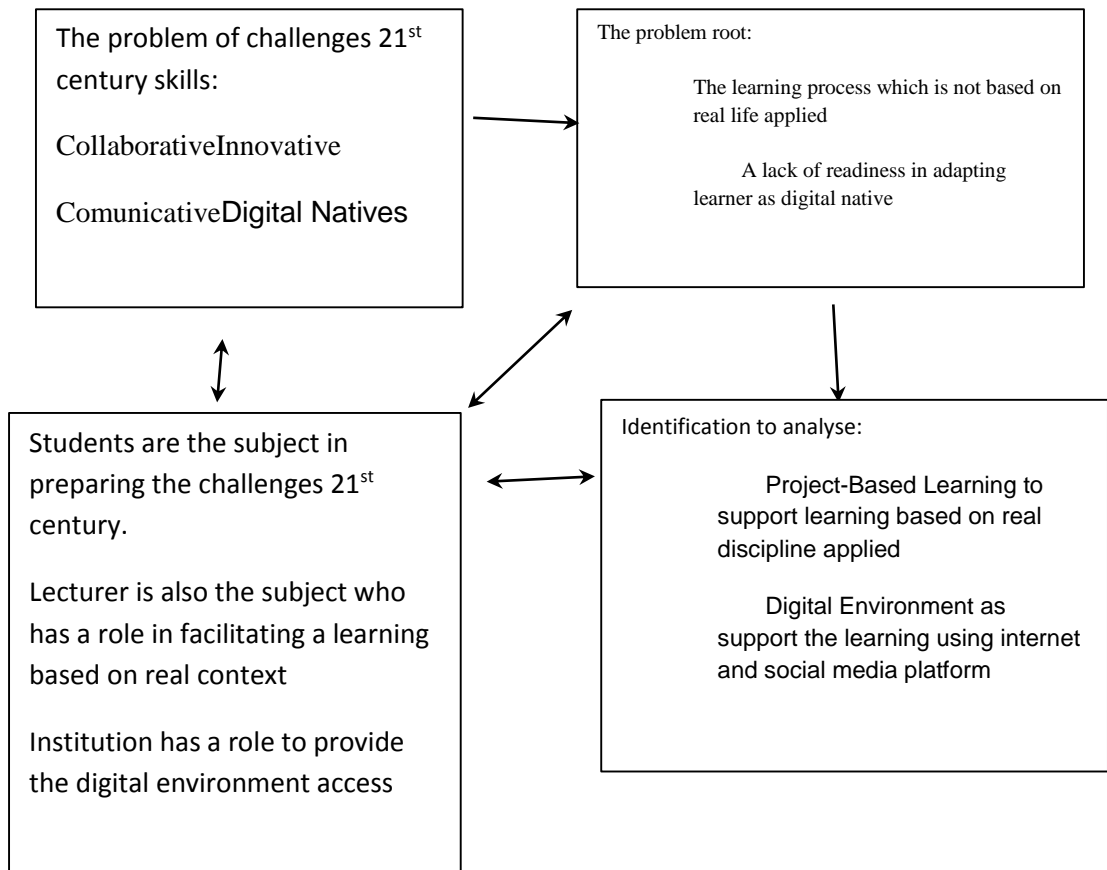 The problem of challenges 21st
century skills:
CollaborativeInnovative
ComunicativeDigital Natives
The problem root:
The learning process which is not based on
real life applied
A lack of readiness in adapting
learner as digital native
Students are the subject in
preparing the challenges 21st
century.
Lecturer is also the subject who
has a role in facilitating a learning
based on real context
Institution has a role to provide
the digital environment access
Identification to analyse:
Project-Based Learning to
support learning based on real
discipline applied
Digital Environment as
support the learning using internet
and social media platform